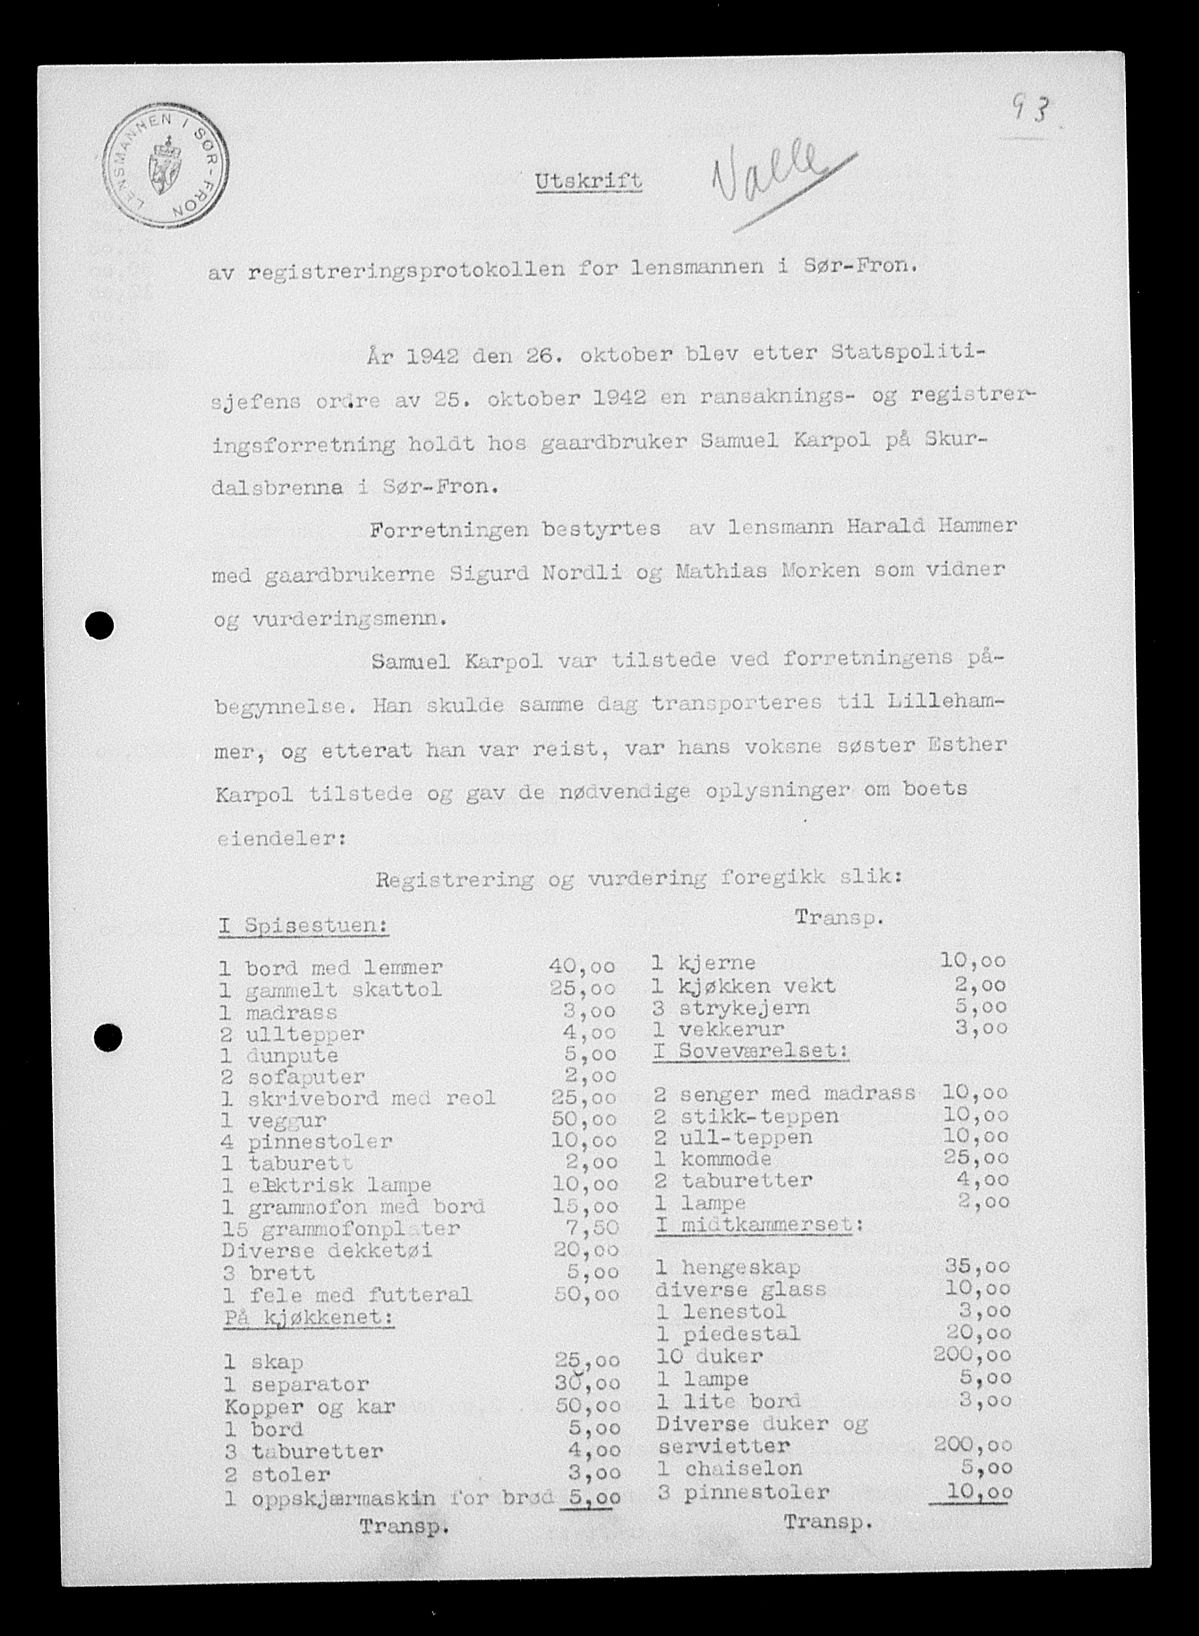 93
LENSMANNEN I SØR-FRON
Utskrift
Valle
av registreringsprotokollen for lensmannen i Sør-Fron.
År 1942 den 26. oktober blev etter Statspoliti-
sjefens ordre av 25. oktober 1942 en ransaknings- og registrer-
ingsforretning holdt hos gaardbruker Samuel Karpol på Skur-
dalsbrenna i Sør-Fron.
Forretningen bestyrtes av lensmann Harald Hammer
med gaardbrukerne Sigurd Nordli og Mathias Morken som vidner
og vurderingsmenn.
Samuel Karpol var tilstede ved forretningens på-
begynnelse. Han skulde samme dag transporteres til Lilleham-
mer, og etterat han var reist, var hans voksne søster Esther
Karpol tilstede og gav de nødvendige oplysninger om boets
eiendeler:
Registrering og vurdering foregikk slik:
I Spisestuen:
1 bord med lemmer 40,00
1 gammelt skattol 25,00
1 madrass 3,00
2 ulltepper 4,00
1 dunpute 5,00
2 sofaputer 2,00
1 skrivebord med reol 25,00
1 veggur 50,00
4 pinnestoler 10,00
1 taburett 2,00
1 elektrisk lampe 10,00
1 grammofon med bord 15,00
15 grammofonplater 7,50
Diverse dekketøi 20,00
3 brett 5,00
1 fele med futteral 50,00
På kjøkkenet:
1 skap 25,00
1 separator 30,00
Kopper og kar 50,00
1 bord 5,00
3 taburetter 4,00
2 stoler 3,00
1 oppskjærmaskin for brød 5,00
Transp.
Transp.
1 kjerne 10,00
1 kjøkken vekt 2,00
3 strykejern 5,00
1 vekkerur 3,00
I Soveværelset:
2 senger med madrass 10,00
2 stikk-teppen 10,00
2 ull-teppen 10,00
1 kommode 25,00
2 taburetter 4,00
1 lampe 2,00
I midtkammerset:
1 hengeskap 35,00
diverse glass 10,00
1 lenestol 3,00
1 piedestal 20,00
10 duker 200,00
1 lampe 5,00
1 lite bord 3,00
Diverse duker og
servietter 200,00
1 chaiselon 5,00
3 pinnestoler 10,00
Transp.